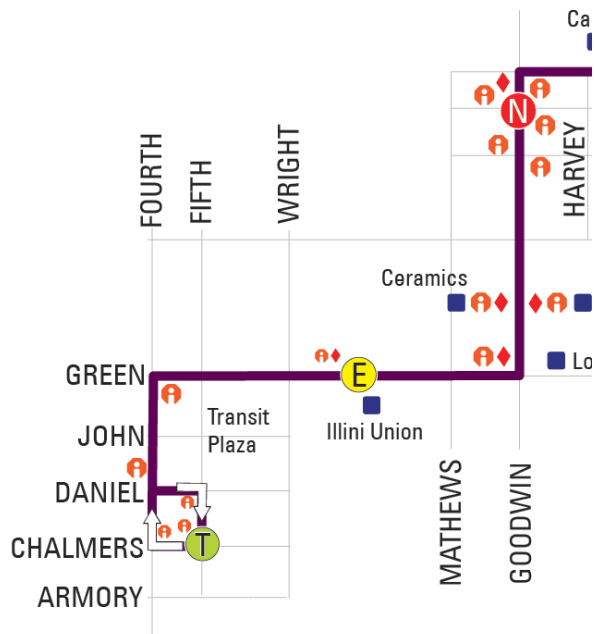 Ca
N
HARVEY
FOURTH
FIFTH
WRIGHT
Ceramics
Lo
GREEN
E
Illini Union
Transit
Plaza
JOHN
DANIEL
CHALMERS
T
ARMORY
MATHEWS
GOODWIN